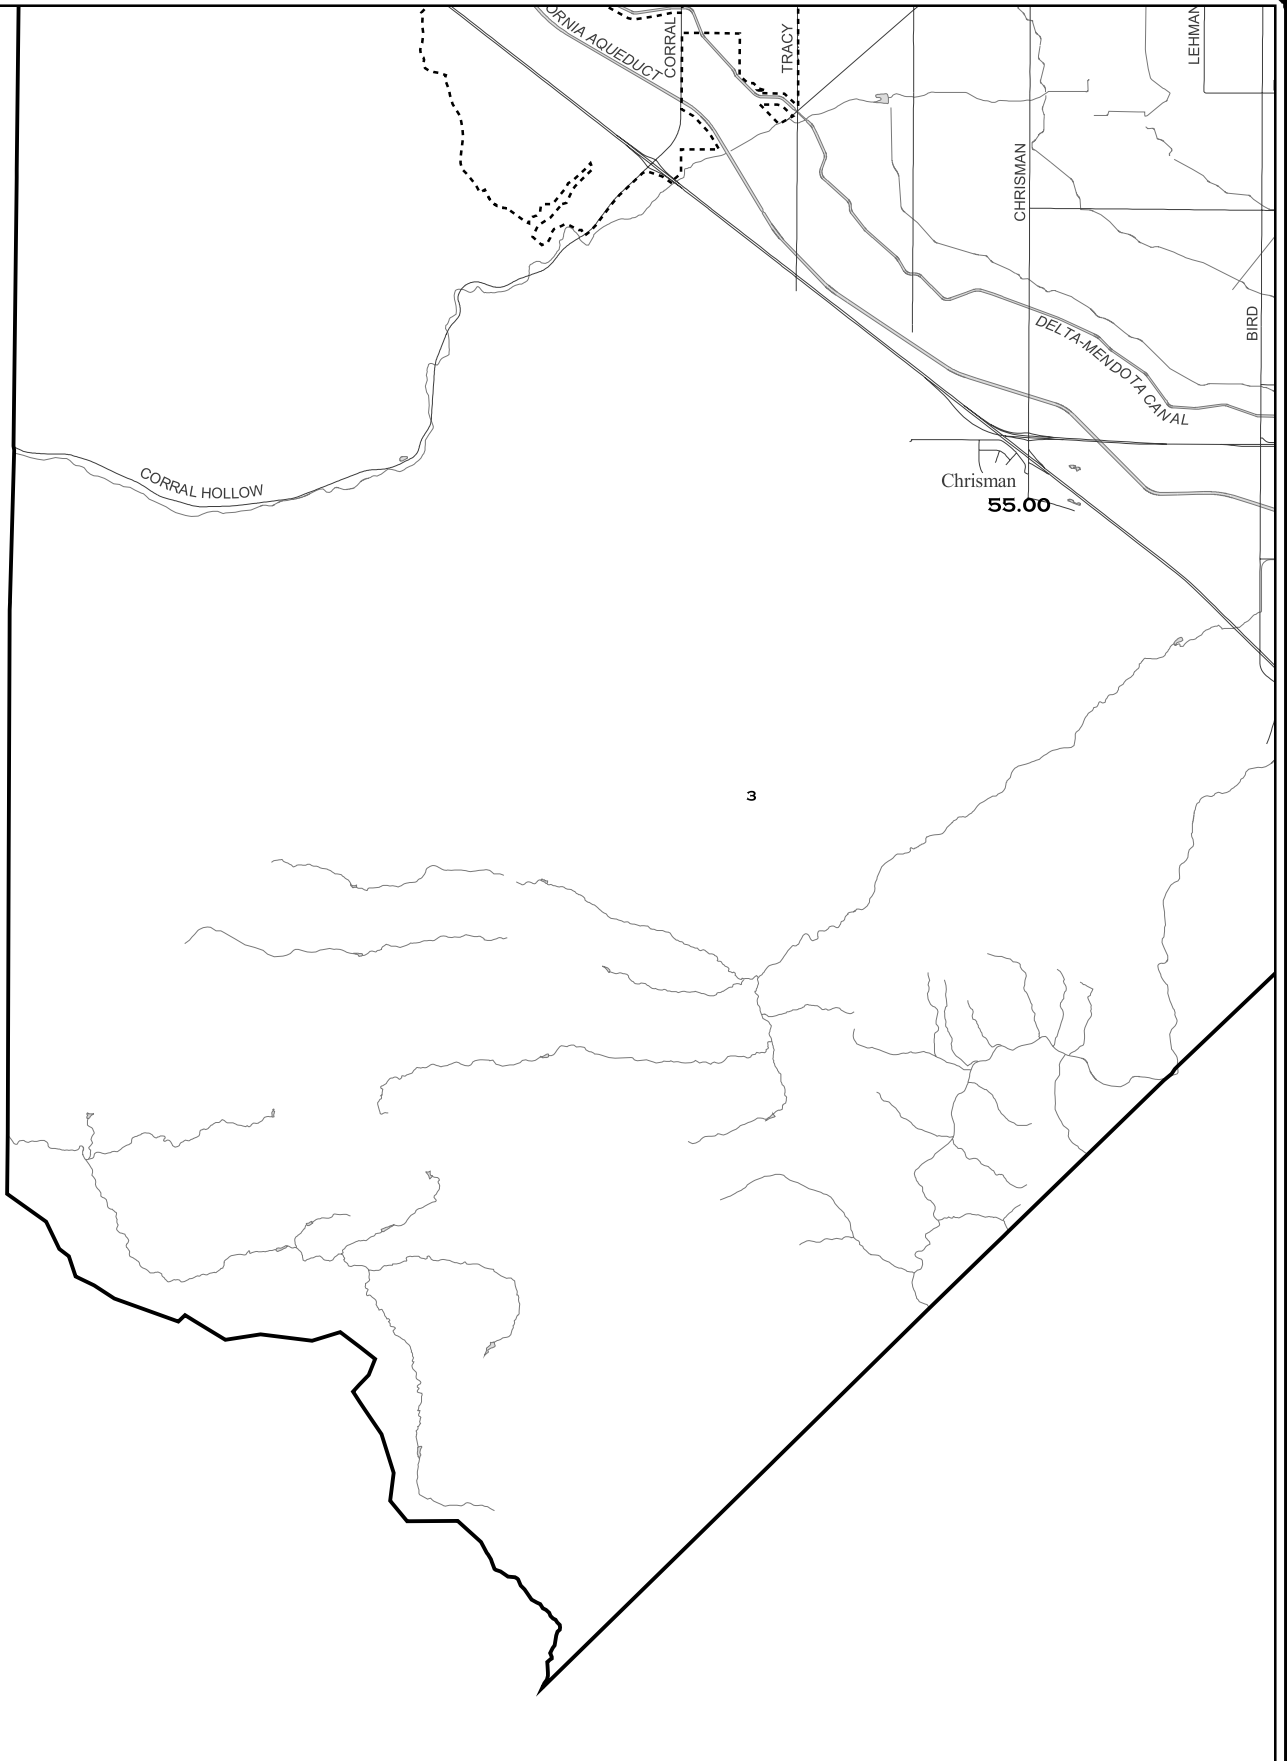 ORNIA AQUEDUCT
CORRAL
TRACY
LEHMAN
CHRISMAN
BIRD
DELTA-MENDOTA CANAL
CORRAL HOLLOW
Chrisman
55.00
3